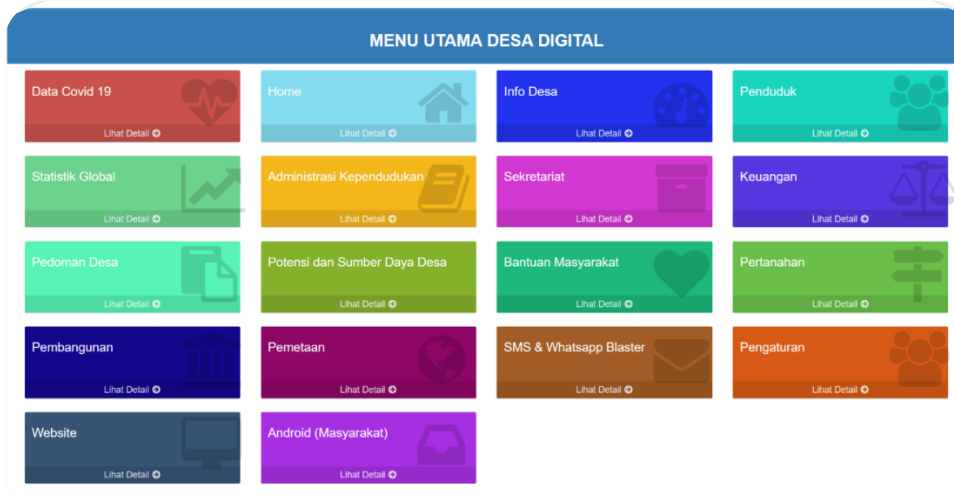 MENU UTAMA DESA DIGITAL
Data Covid 19
Lihat Detail
Home
Lihat Detail
Info Desa
Lihat Detail
Penduduk
Lihat Detail
Statistik Global
Lihat Detail
Administrasi Kependudukan
Lihat Detail
Sekretariat
Lihat Detail
Keuangan
Lihat Detail
Pedoman Desa
Lihat Detail
Potensi dan Sumber Daya Desa
Lihat Detail
Bantuan Masyarakat
Lihat Detail
Pertanahan
Lihat Detail
Pembangunan
Lihat Detail
Pemetaan
Lihat Detail
SMS & Whatsapp Blaster
Lihat Detail
Pengaturan
Lihat Detail
Website
Lihat Detail
Android (Masyarakat)
Lihat Detail